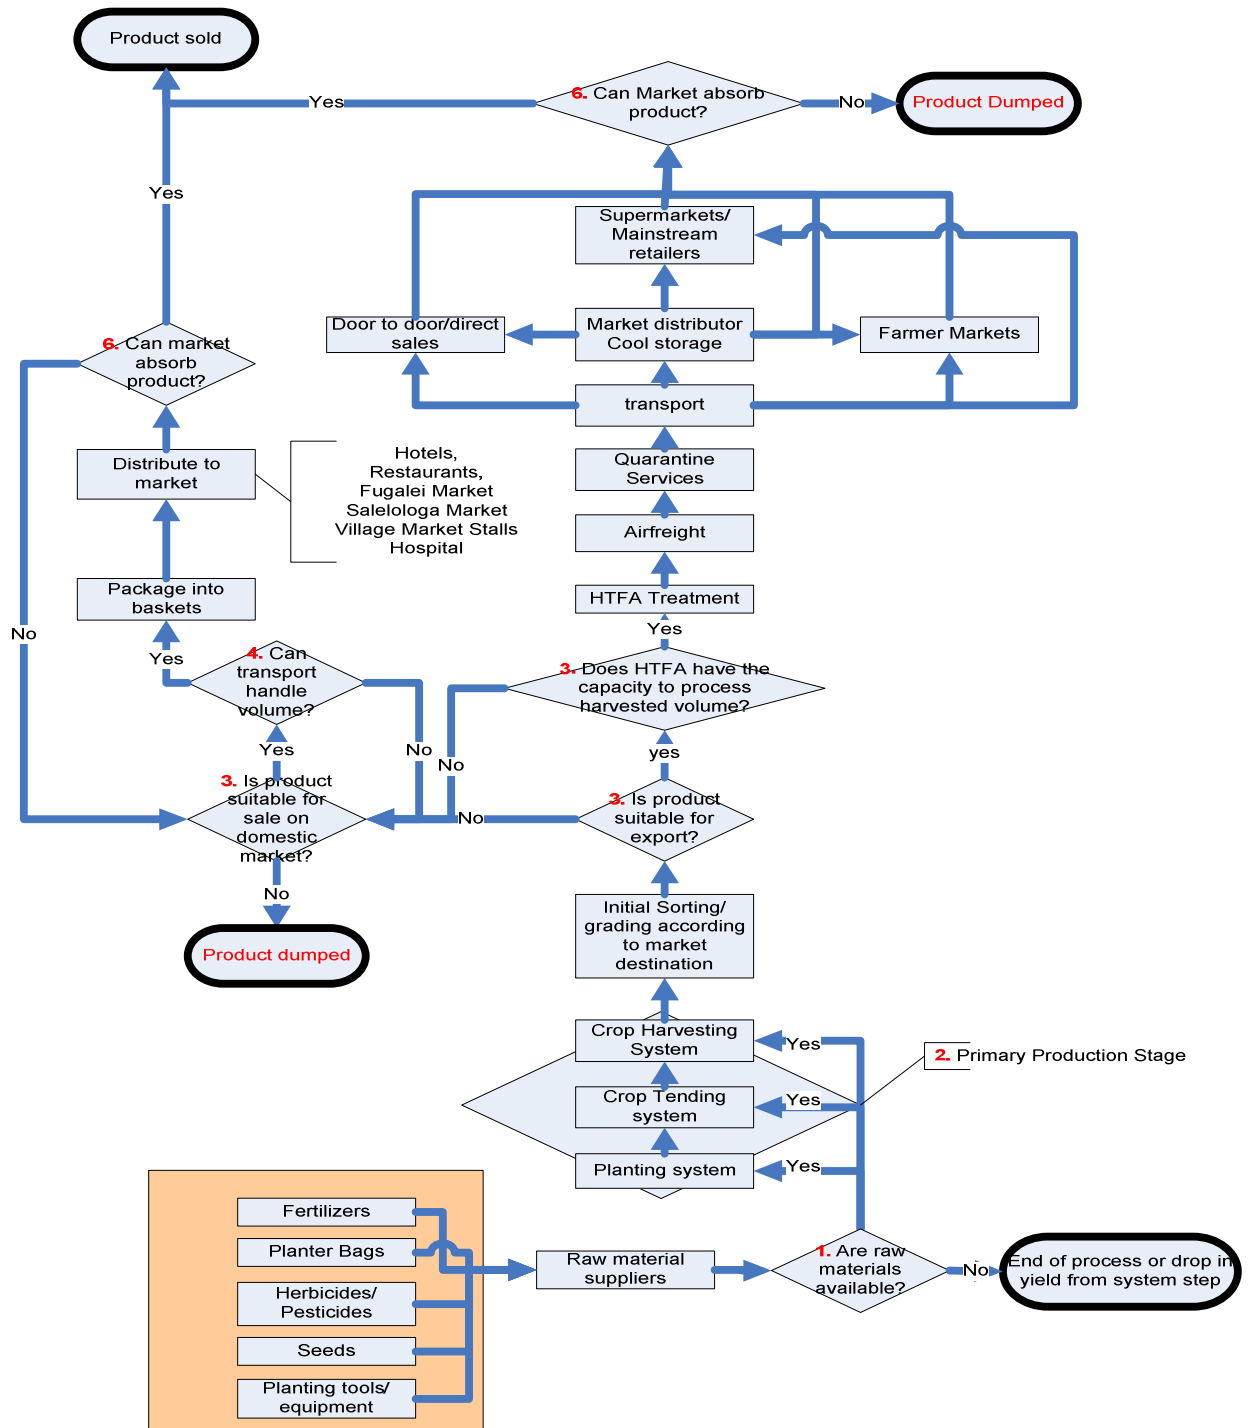 Product sold
6. Can Market absorb
product?
Yes
No
Product Dumped
Yes
Supermarkets/
Mainstream
retailers
Door to door/direct
sales
Market distributor
Cool storage
Farmer Markets
6. Can market
absorb
product?
transport
Distribute to
market
Hotels,
Restaurants,
Fugalei Market
Salelologa Market
Village Market Stalls
Hospital
Quarantine
Services
Airfreight
Package into
baskets
HTFA Treatment
No
Yes
Yes
4. Can
transport
handle
volume?
3. Does HTFA have the
capacity to process
harvested volume?
Yes
No
No
yes
3. Is product
suitable for
sale on
domestic
market?
No
3. Is product
suitable for
export?
No
Product dumped
Initial Sorting/
grading according
to market
destination
Crop Harvesting
System
Yes
2. Primary Production Stage
Crop Tending
system
Yes
Planting system
Yes
Fertilizers
Planter Bags
Herbicides/
Pesticides
Seeds
Planting tools/
equipment
Raw material
suppliers
1. Are raw
materials
available?
No
End of process or drop in
yield from system step